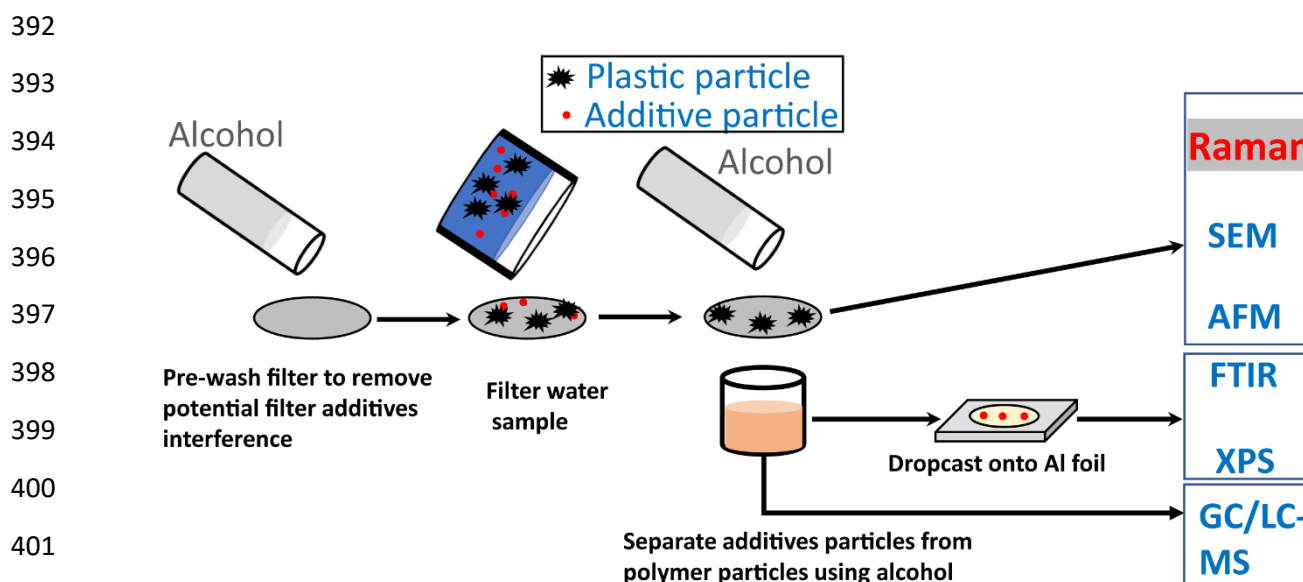 392
393
394
395
396
397
398
399
400
401
Plastic particle
Additive particle
Alcohol
Alcohol
Pre-wash filter to remove
potential filter additives
interference
Filter water
sample
Separate additives particles from
polymer particles using alcohol
Dropcast onto Al foil
Raman
SEM
AFM
FTIR
XPS
GC/LC-
MS